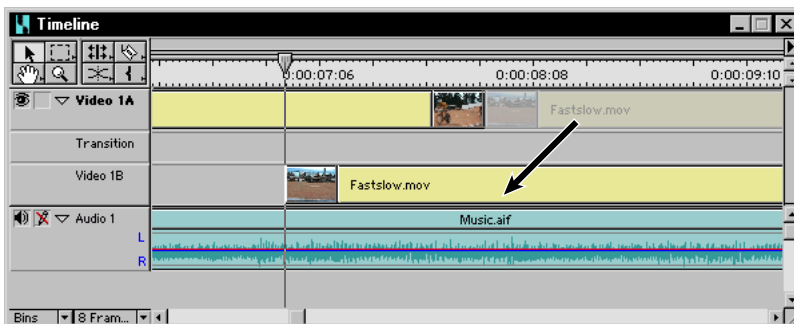 Timeline
0:00:07:06 0:00:08:08 0:00:09:10
Video 1A
Fastslow.mov
Transition
Video 1B
Fastslow.mov
Audio 1
Music.aif
L
R
Bins 8 Fram...